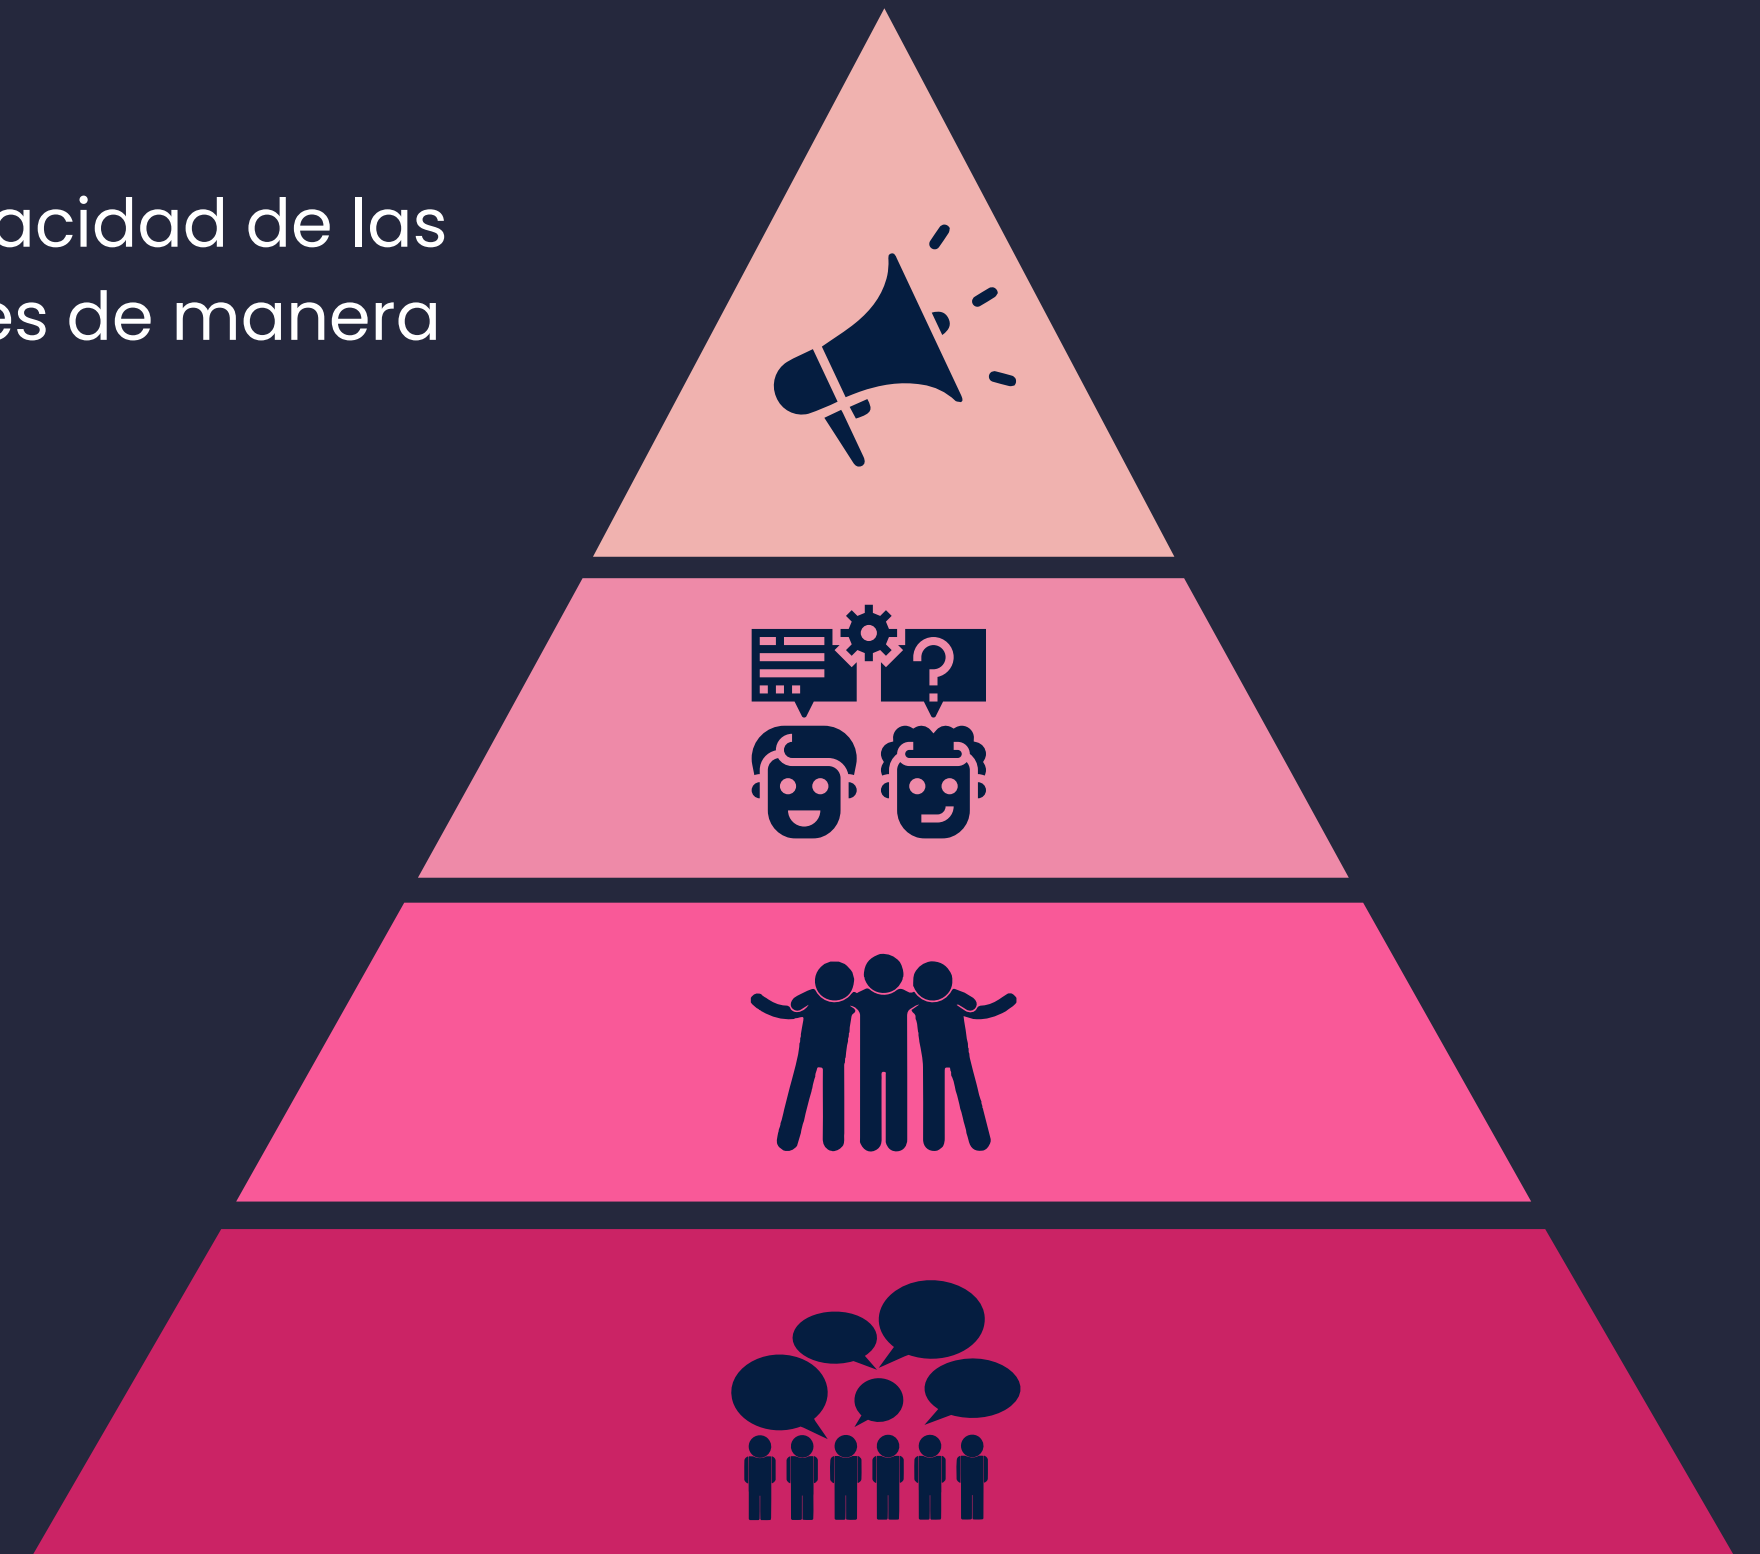 acidad de las
es de manera
?